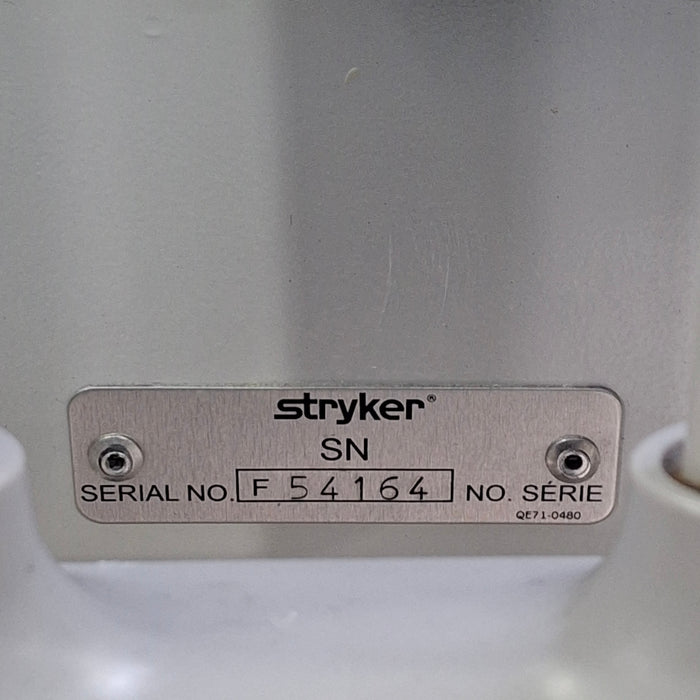 stryker®
SN
SERIAL NO. F 54164 NO. SÉRIE
QE71-0480